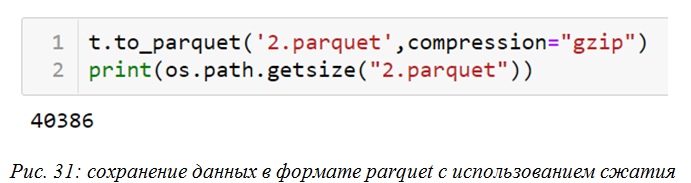 1 t.to_parquet('2.parquet',compression="gzip")
2 print(os.path.getsize("2.parquet"))
40386
Рис. 31: сохранение данных в формате parquet с использованием сжатия